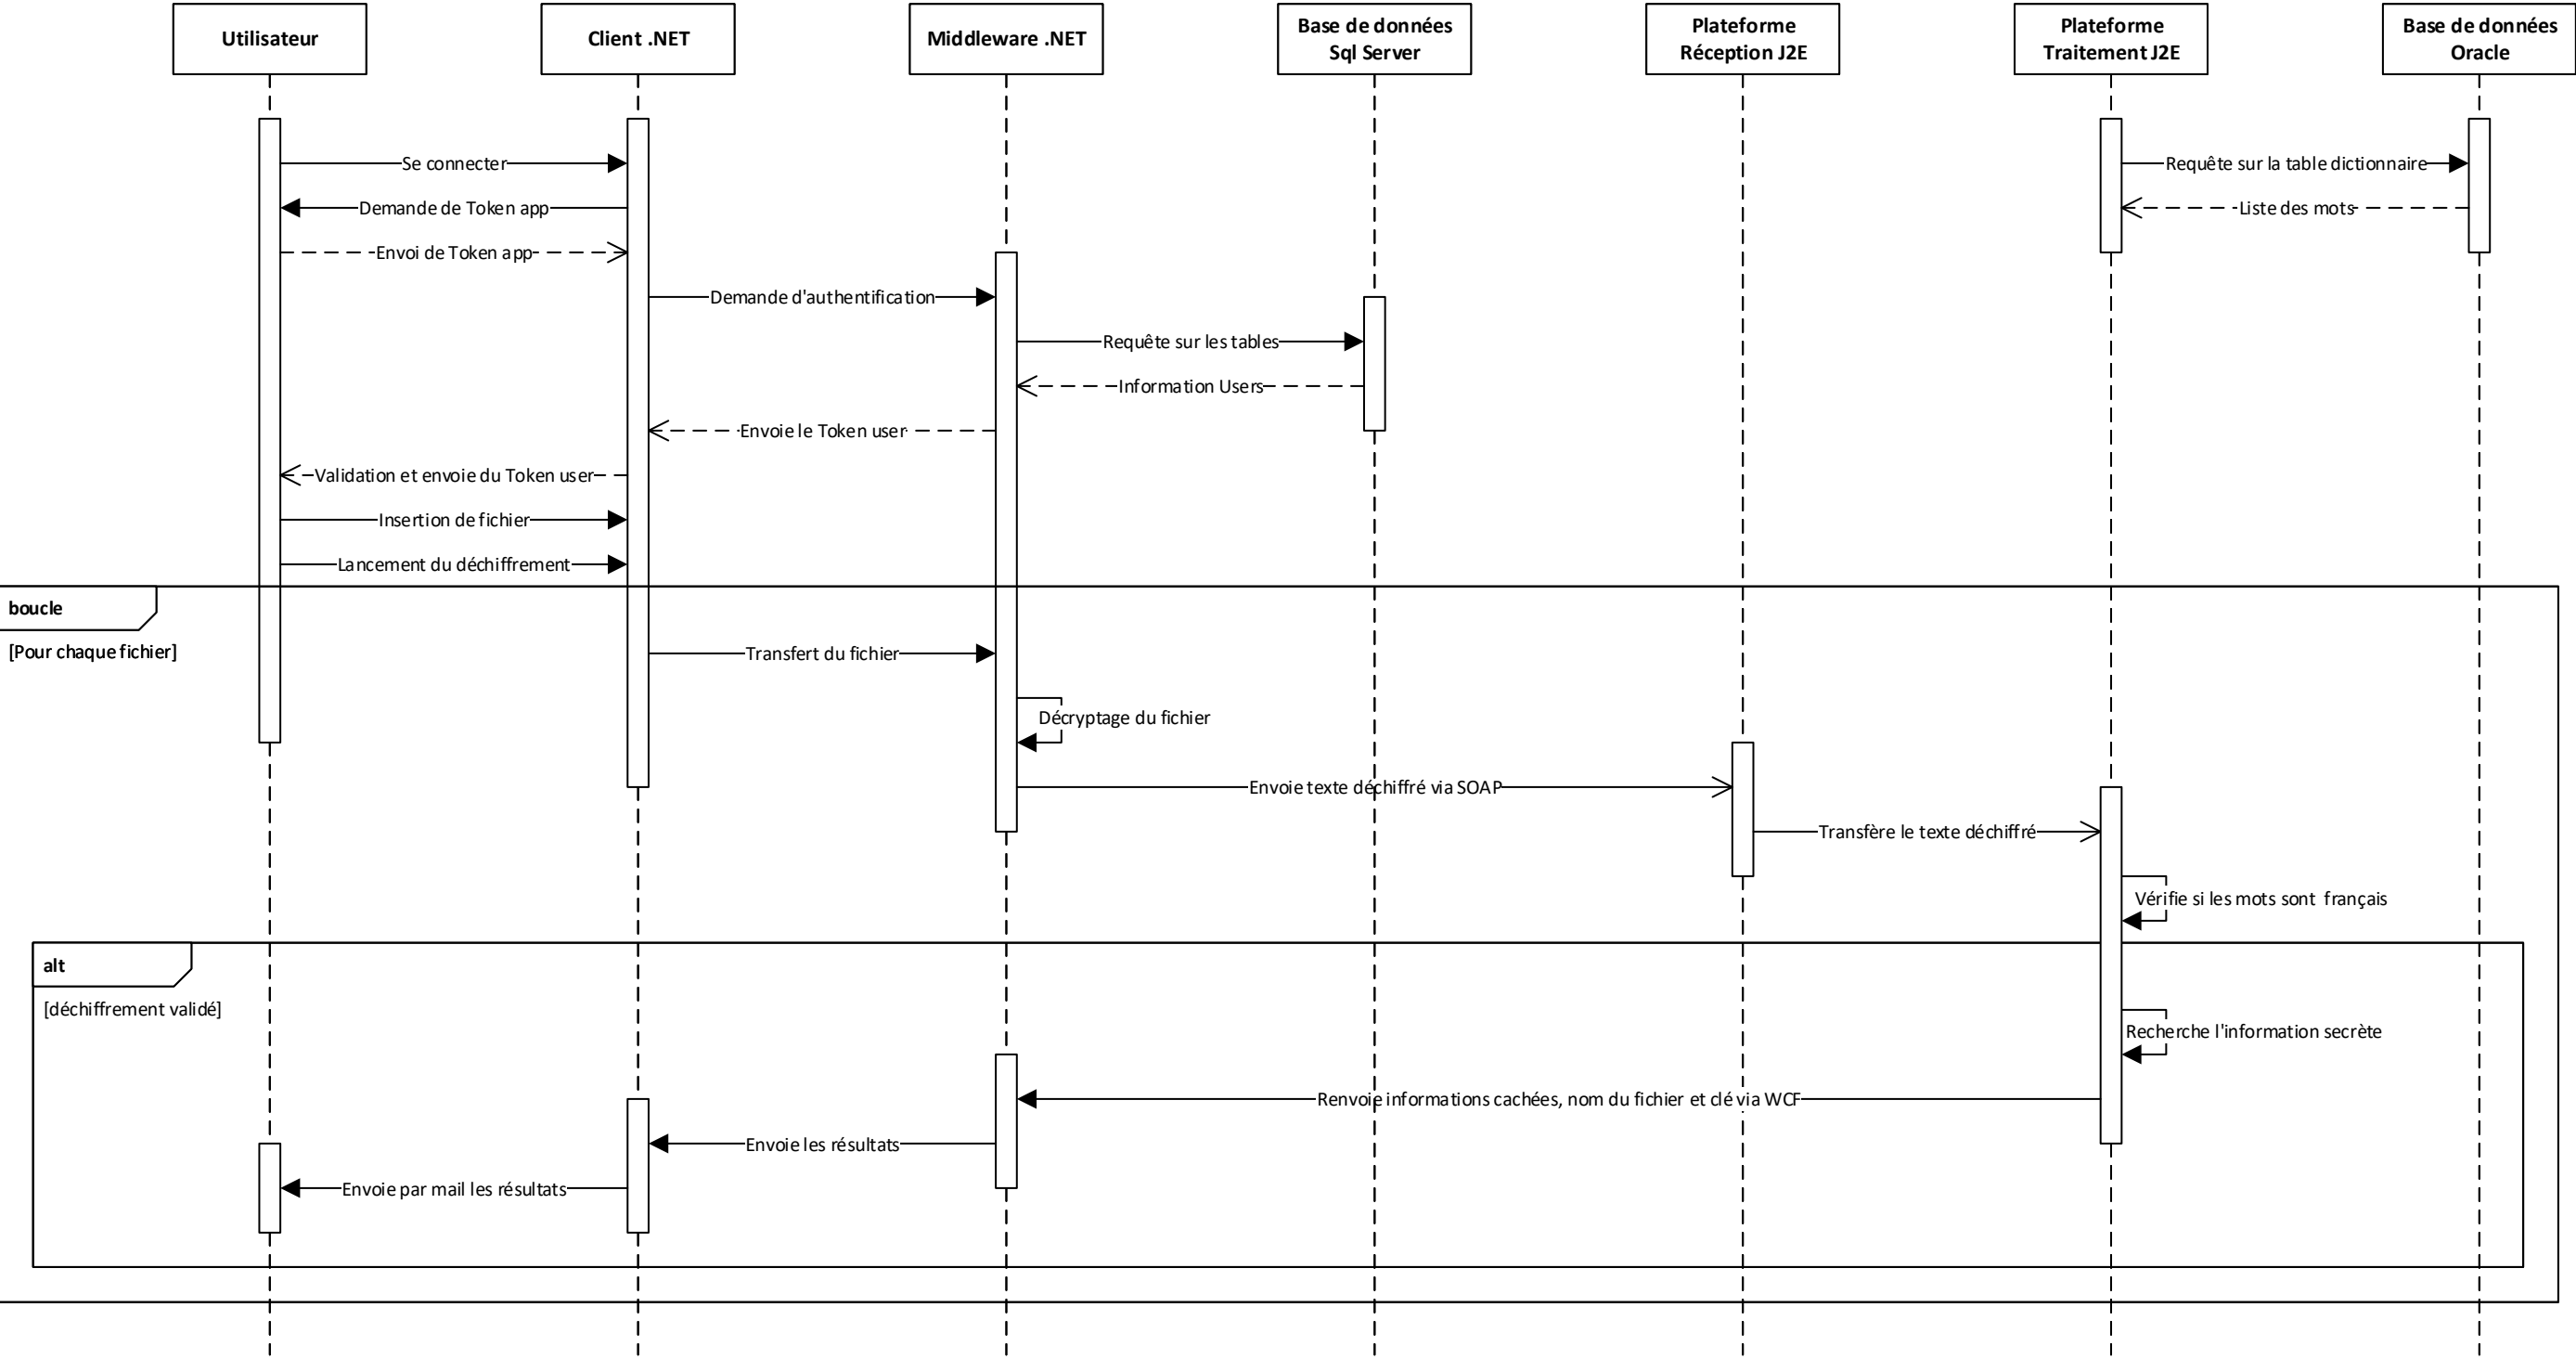 Utilisateur
Client .NET
Middleware .NET
Base de données
Sql Server
Plateforme
Réception J2E
Plateforme
Traitement J2E
Base de données
Oracle
Se connecter
Requête sur la table dictionnaire
Demande de Token app
Liste des mots
Envoi de Token app
Demande d'authentification
Requête sur les tables
Information Users
Envoie le Token user
Validation et envoie du Token user
Insertion de fichier
Lancement du déchiffrement
boucle
[Pour chaque fichier]
Transfert du fichier
Décryptage du fichier
Envoie texte déchiffré via SOAP
Transfère le texte déchiffré
Vérifie si les mots sont français
alt
[déchiffrement validé]
Recherche l'information secrète
Renvoie informations cachées, nom du fichier et clé via WCF
Envoie les résultats
Envoie par mail les résultats